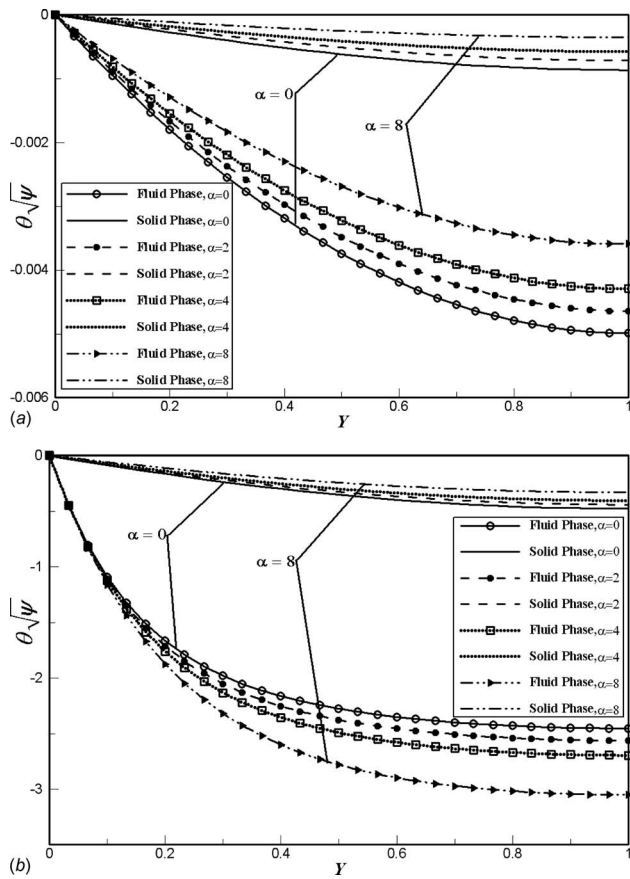 0
-0.002
-0.004
-0.006
θ√ψ
α = 0
α = 8
Fluid Phase, α=0
Solid Phase, α=0
Fluid Phase, α=2
Solid Phase, α=2
Fluid Phase, α=4
Solid Phase, α=4
Fluid Phase, α=8
Solid Phase, α=8
0 0.2 0.4 0.6 0.8 1
(a)
Y
0
-1
-2
-3
θ√ψ
α = 0
α = 8
Fluid Phase, α=0
Solid Phase, α=0
Fluid Phase, α=2
Solid Phase, α=2
Fluid Phase, α=4
Solid Phase, α=4
Fluid Phase, α=8
Solid Phase, α=8
0 0.2 0.4 0.6 0.8 1
(b)
Y